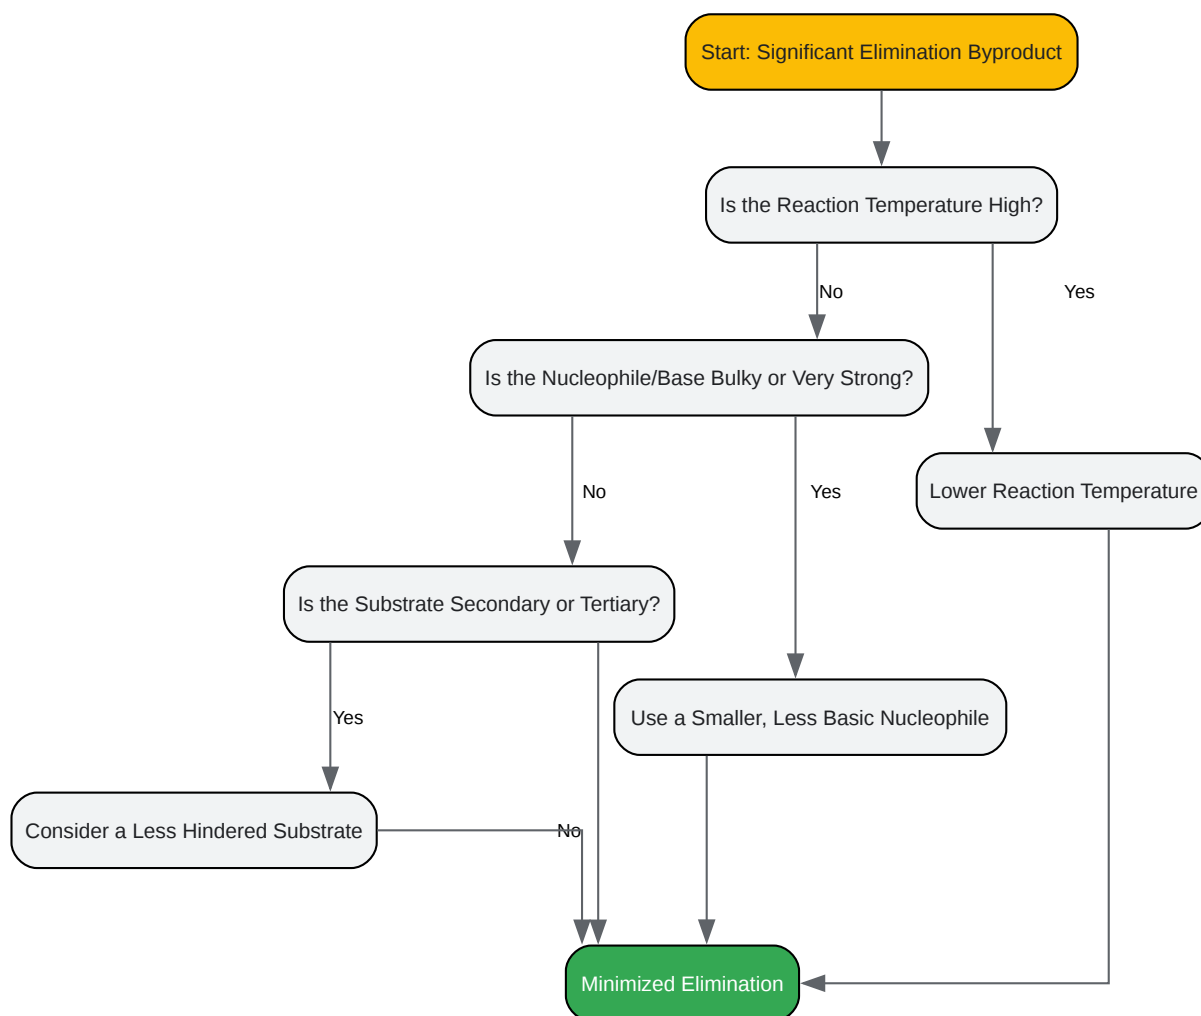 Start: Significant Elimination Byproduct
Is the Reaction Temperature High?
No
Yes
Is the Nucleophile/Base Bulky or Very Strong?
Lower Reaction Temperature
No
Yes
Is the Substrate Secondary or Tertiary?
Use a Smaller, Less Basic Nucleophile
Yes
Consider a Less Hindered Substrate
No
Minimized Elimination